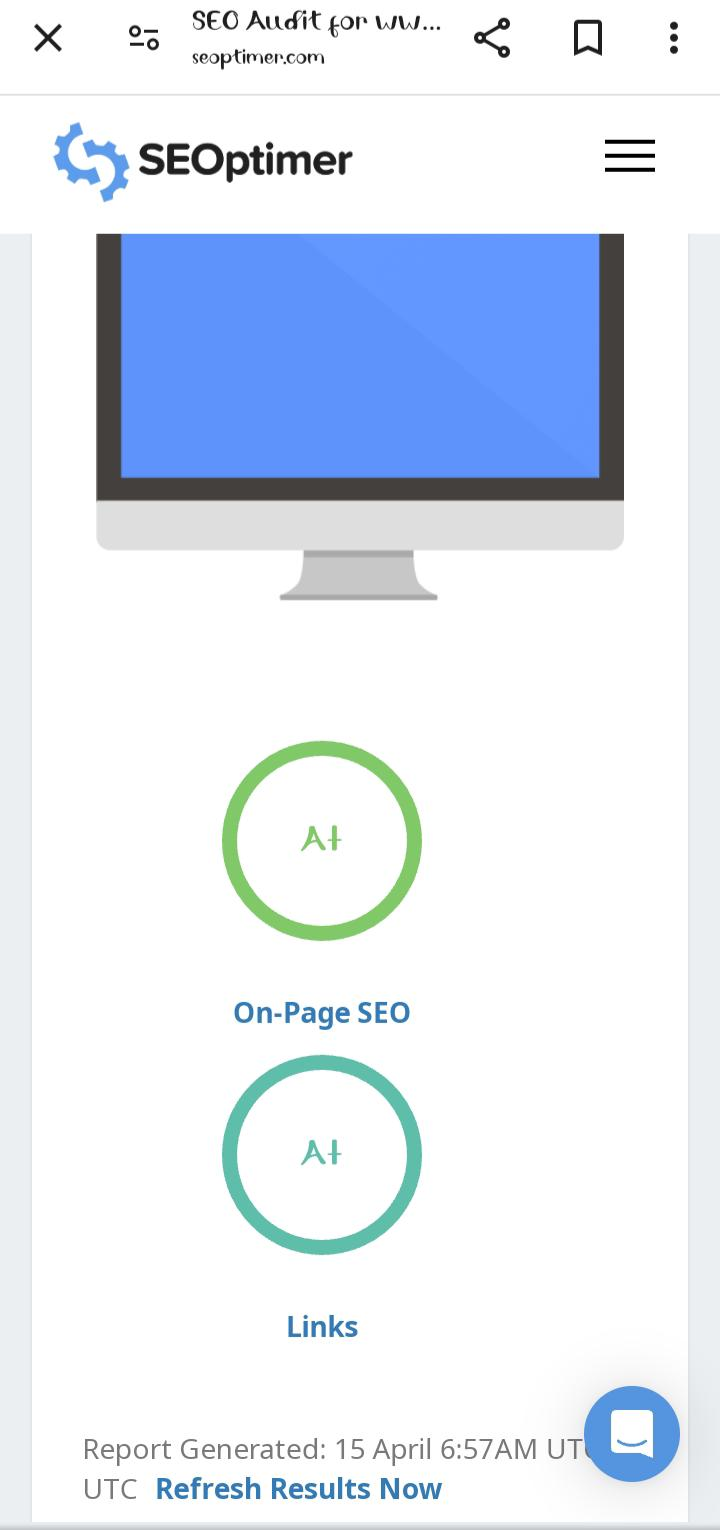 SEO Audit for ww...
seoptimer.com
SEOptimer
A+
On-Page SEO
A+
Links
Report Generated: 15 April 6:57AM UTC
UTC Refresh Results Now